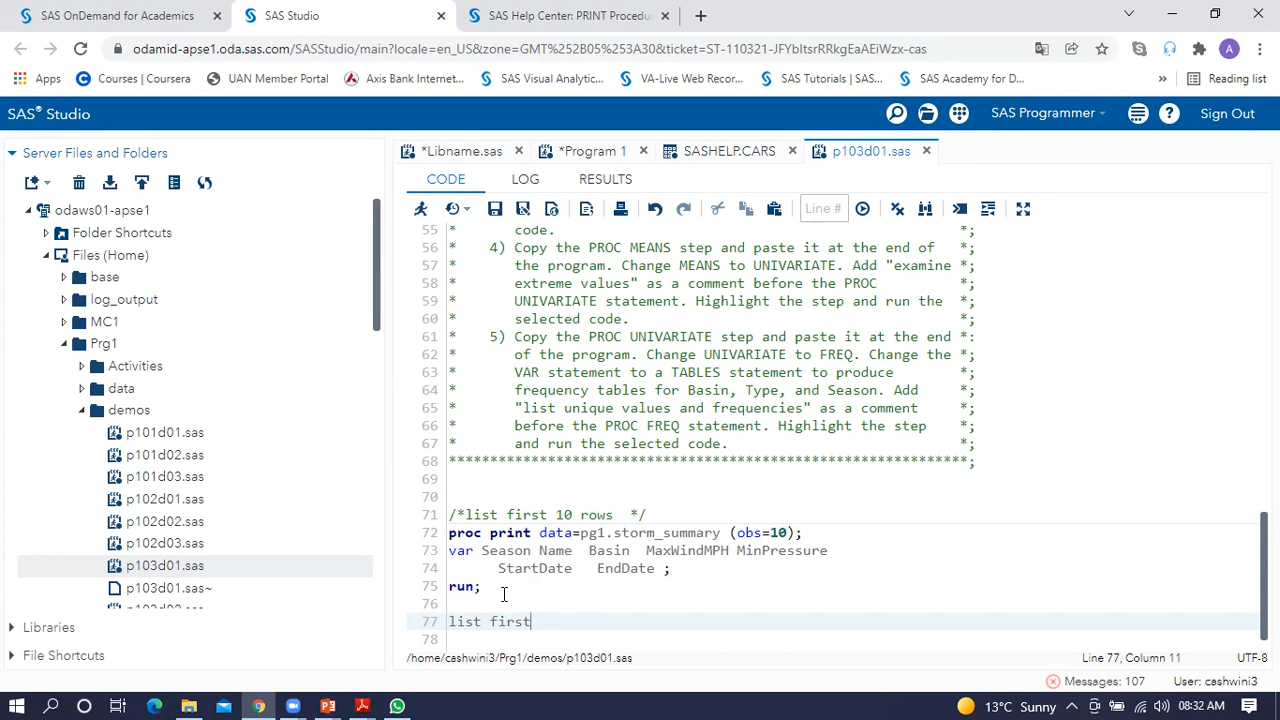 SAS OnDemand for Academics
SAS Studio
SAS Help Center: PRINT Procedu
odamid-apse1.oda.sas.com/SASStudio/main?locale=en_US&zone=GMT%252B05%253A30&ticket=ST-110321-JFYbItsrRRkgEaAEiWzx-cas
A
Apps
Courses | Coursera
UAN Member Portal
Axis Bank Internet...
SAS Visual Analytic...
VA-Live Web Recor...
SAS Tutorials | SAS...
SAS Academy for D...
»
Reading list
SAS® Studio
SAS Programmer
Sign Out
Server Files and Folders
*Libname.sas
*Program 1
SASHELP.CARS
p103d01.sas
CODE
LOG
RESULTS
Line #
odaws01-apse1
Folder Shortcuts
Files (Home)
base
log_output
MC1
Prg1
Activities
data
demos
p101d01.sas
p101d02.sas
p101d03.sas
p102d01.sas
p102d02.sas
p102d03.sas
p103d01.sas
p103d01.sas~
Libraries
File Shortcuts
55 * code. *;
56 * 4) Copy the PROC MEANS step and paste it at the end of *;
57 * the program. Change MEANS to UNIVARIATE. Add "examine *;
58 * extreme values" as a comment before the PROC *;
59 * UNIVARIATE statement. Highlight the step and run the *;
60 * selected code. *;
61 * 5) Copy the PROC UNIVARIATE step and paste it at the end *:
62 * of the program. Change UNIVARIATE to FREQ. Change the *;
63 * VAR statement to a TABLES statement to produce *;
64 * frequency tables for Basin, Type, and Season. Add *;
65 * "list unique values and frequencies" as a comment *;
66 * before the PROC FREQ statement. Highlight the step *;
67 * and run the selected code. *;
68 ***************************************************************;
69
70
71 /*list first 10 rows */
72 proc print data=pg1.storm_summary (obs=10);
73 var Season Name Basin MaxWindMPH MinPressure
74 StartDate EndDate ;
75 run;
76
77 list first
78
/home/cashwini3/Prg1/demos/p103d01.sas
Line 77, Column 11
UTF-8
Messages: 107
User: cashwini3
13°C Sunny
08:32 AM